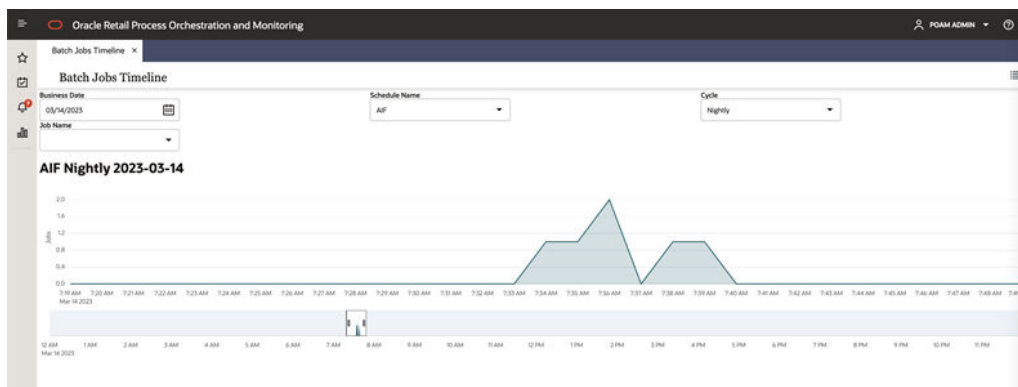 Oracle Retail Process Orchestration and Monitoring
POAM ADMIN
Batch Jobs Timeline ×
Batch Jobs Timeline
Business Date Schedule Name Cycle
03/14/2023 AIF Nightly
Job Name
AIF Nightly 2023-03-14
2.0
1.6
1.2
0.8
0.4
0.0
Jobs
7:19 AM 7:20 AM 7:21 AM 7:22 AM 7:23 AM 7:24 AM 7:25 AM 7:26 AM 7:27 AM 7:28 AM 7:29 AM 7:30 AM 7:31 AM 7:32 AM 7:33 AM 7:34 AM 7:35 AM 7:36 AM 7:37 AM 7:38 AM 7:39 AM 7:40 AM 7:41 AM 7:42 AM 7:43 AM 7:44 AM 7:45 AM 7:46 AM 7:47 AM 7:48 AM
Mar 14 2023
12 AM 1 AM 2 AM 3 AM 4 AM 5 AM 6 AM 7 AM 8 AM 9 AM 10 AM 11 AM 12 PM 1 PM 2 PM 3 PM 4 PM 5 PM 6 PM 7 PM 8 PM 9 PM 10 PM 11 PM
Mar 14 2023